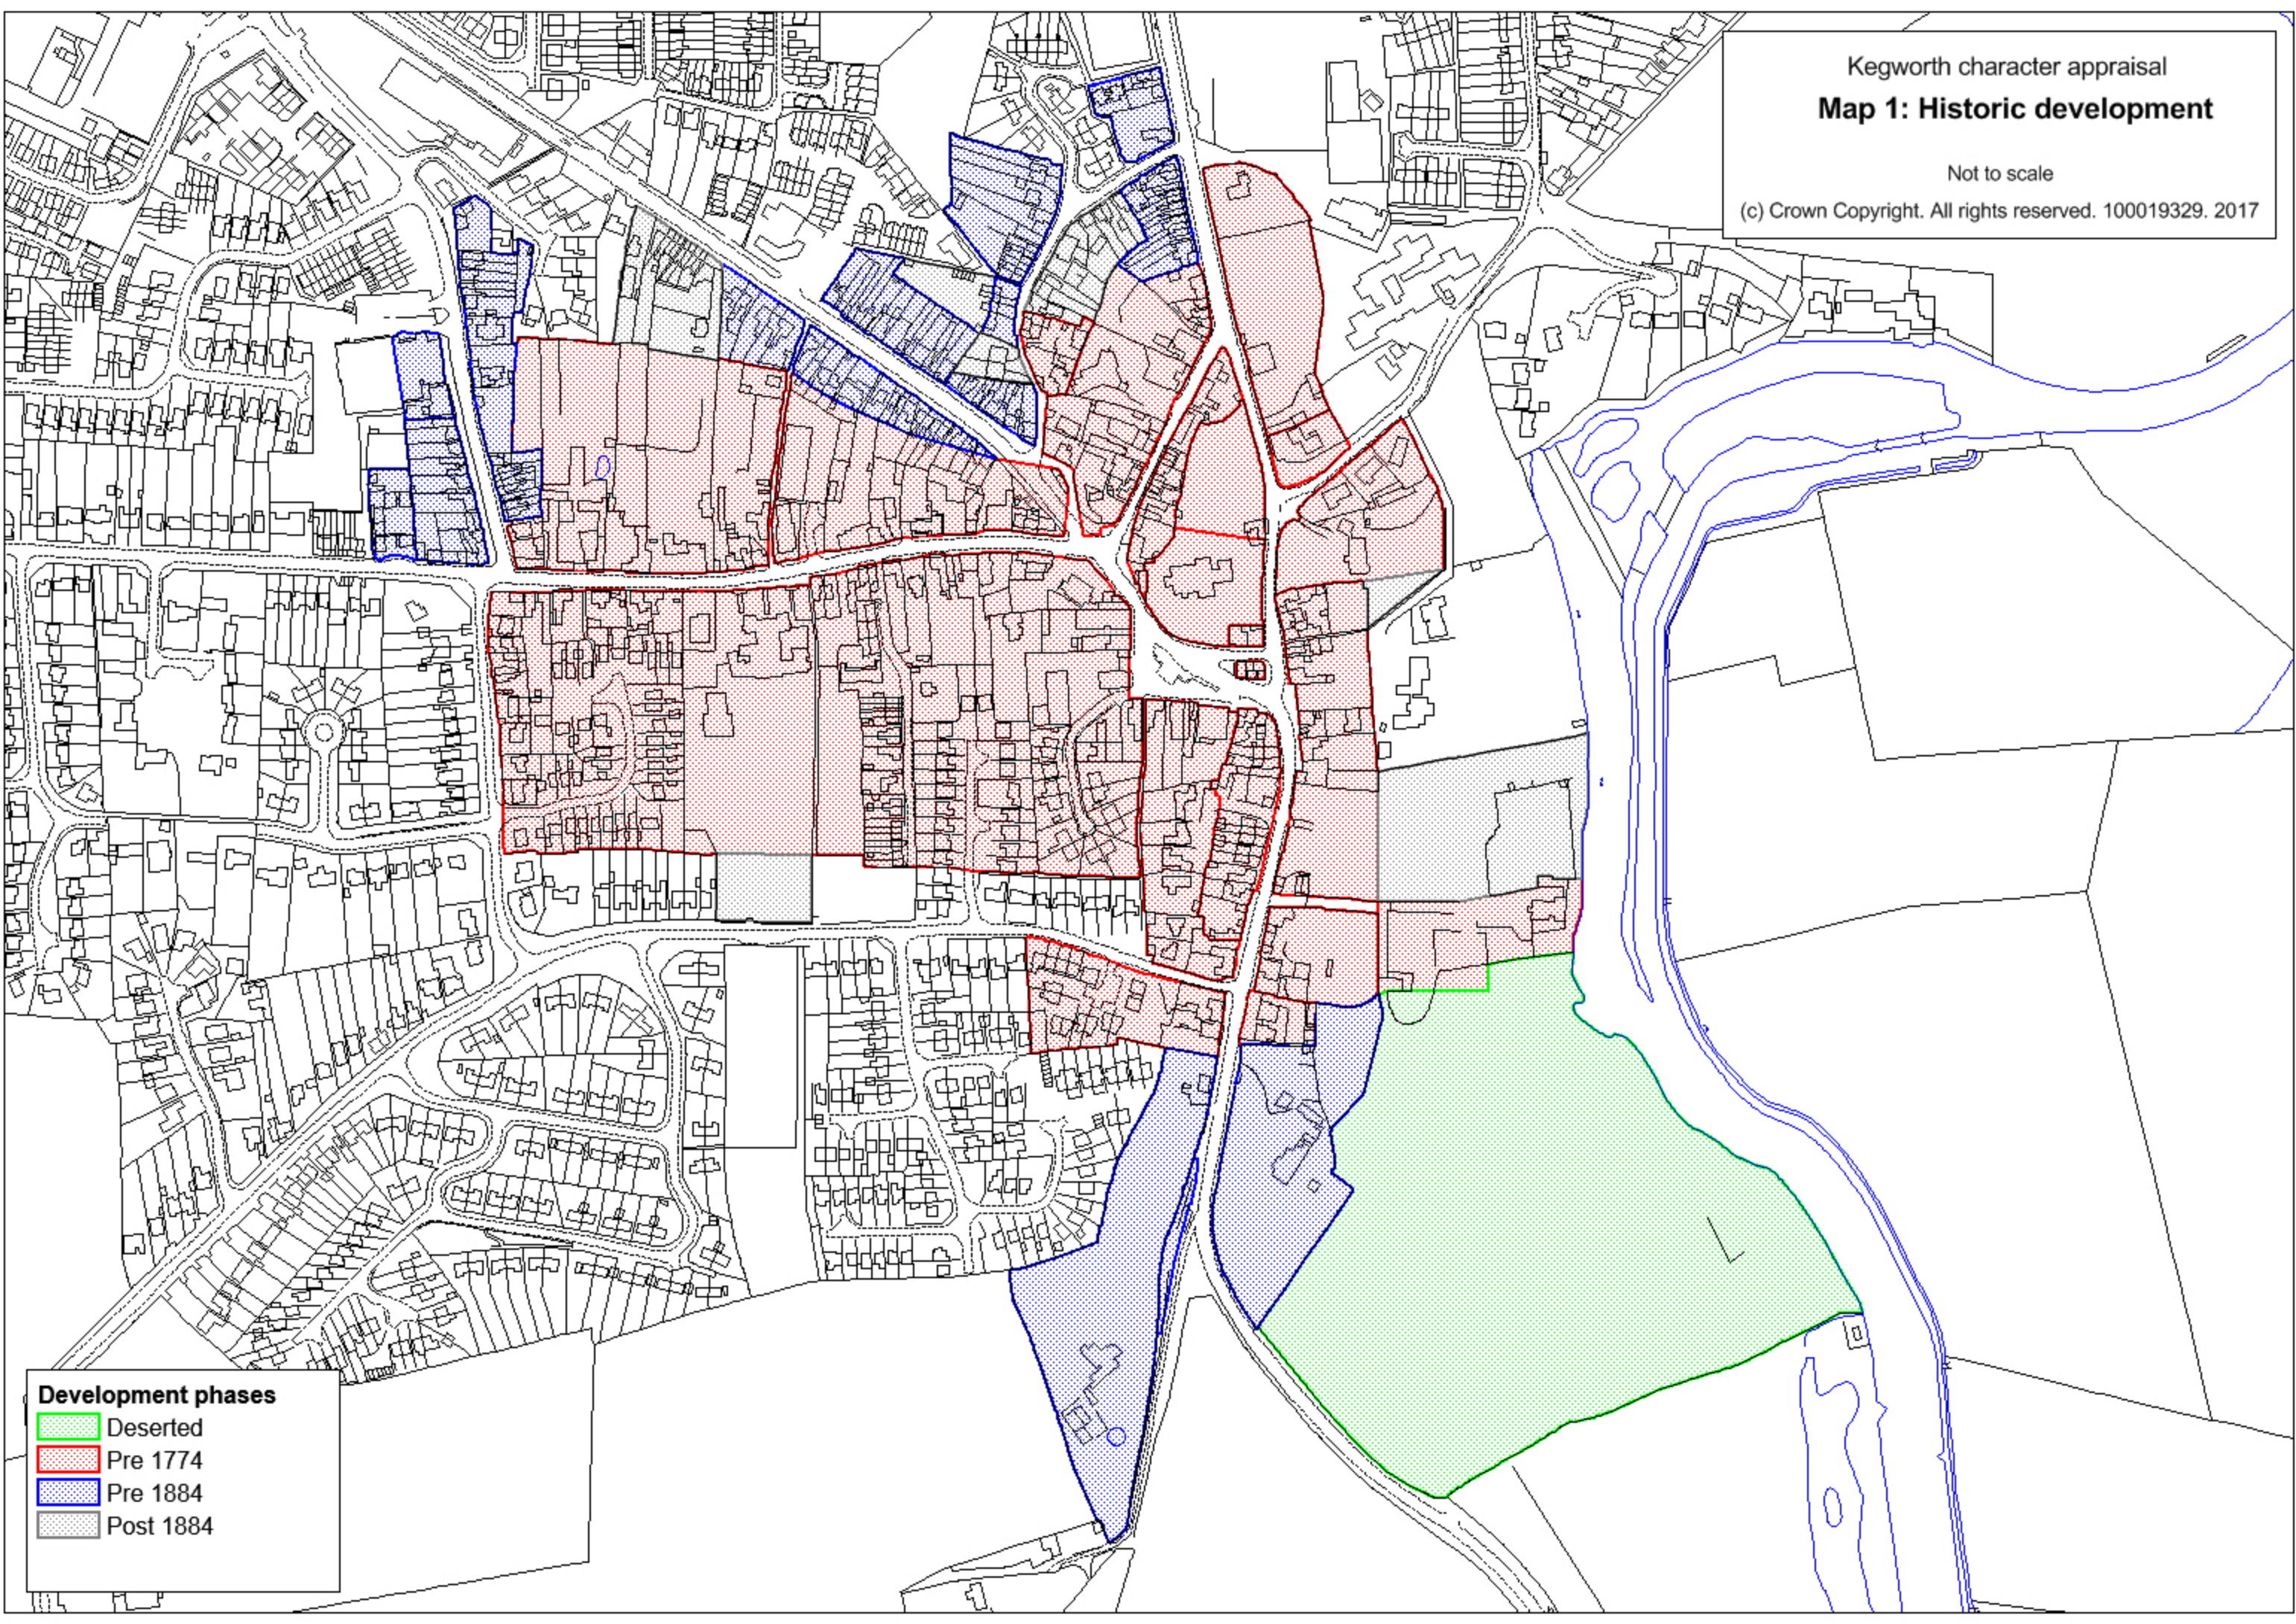 Kegworth character appraisal
Map 1: Historic development
Not to scale
(c) Crown Copyright. All rights reserved. 100019329. 2017
Development phases
Deserted
Pre 1774
Pre 1884
Post 1884